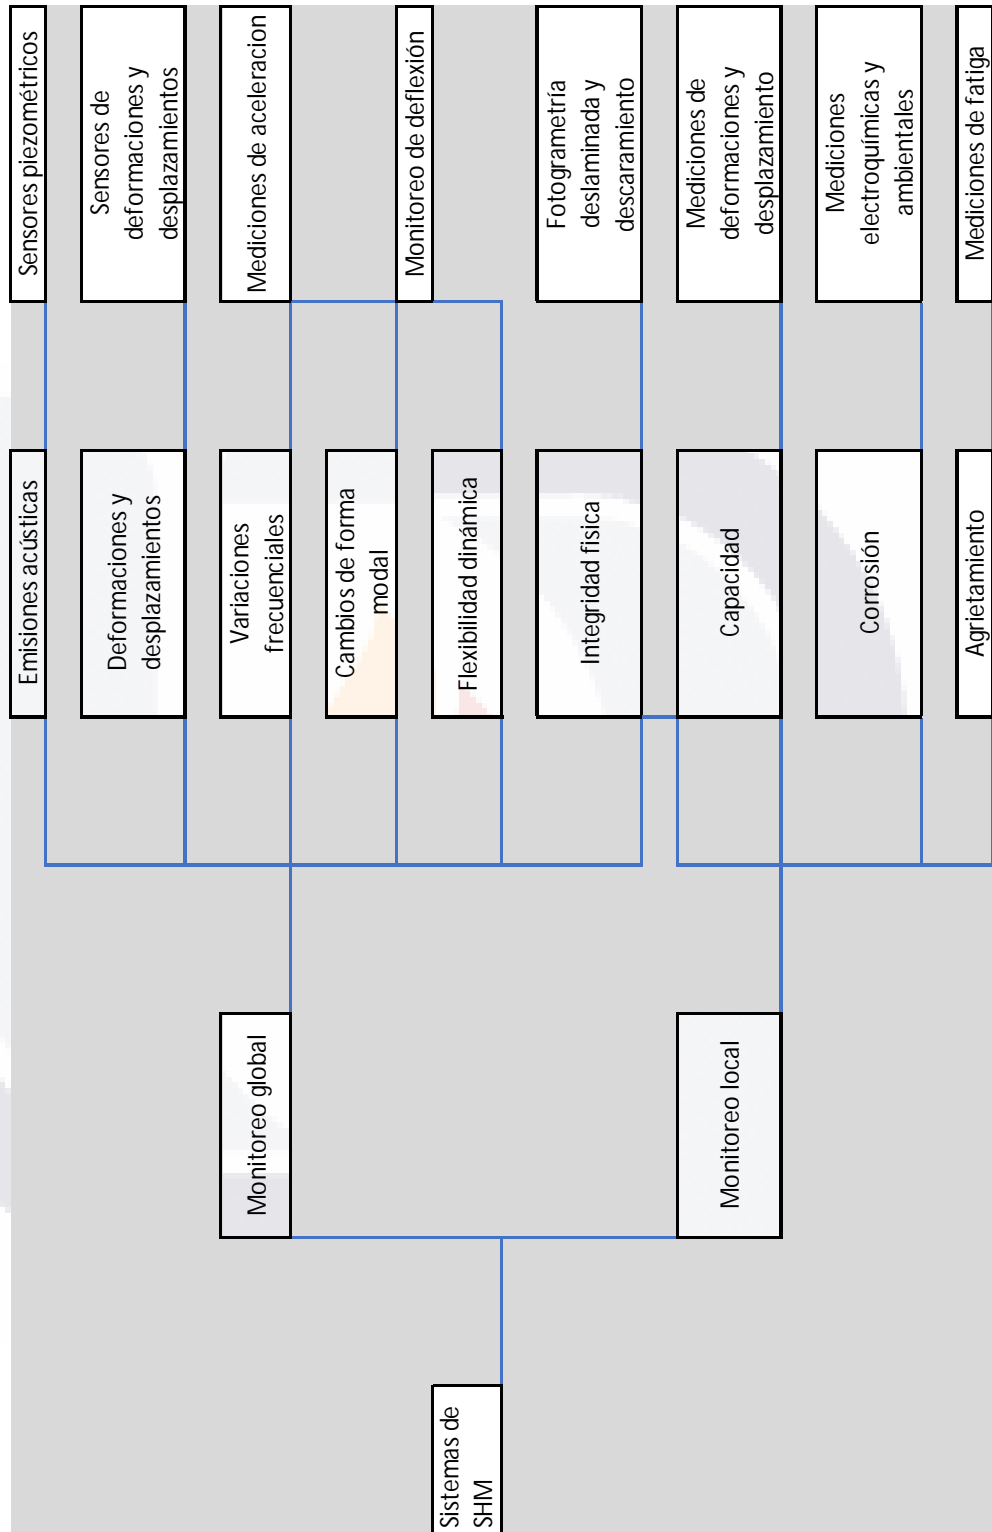 Sistemas de
SHM
Monitoreo global
Monitoreo local
Emisiones acústicas
Deformaciones y
desplazamientos
Variaciones
frecuenciales
Cambios de forma
modal
Flexibilidad dinámica
Integridad fisica
Capacidad
Corrosión
Agrietamiento
Sensores piezométricos
Sensores de
deformaciones y
desplazamientos
Mediciones de aceleracion
Monitoreo de deflexión
Fotogrametría
deslaminada y
descaramiento
Mediciones de
deformaciones y
desplazamiento
Mediciones
electroquímicas y
ambientales
Mediciones de fatiga